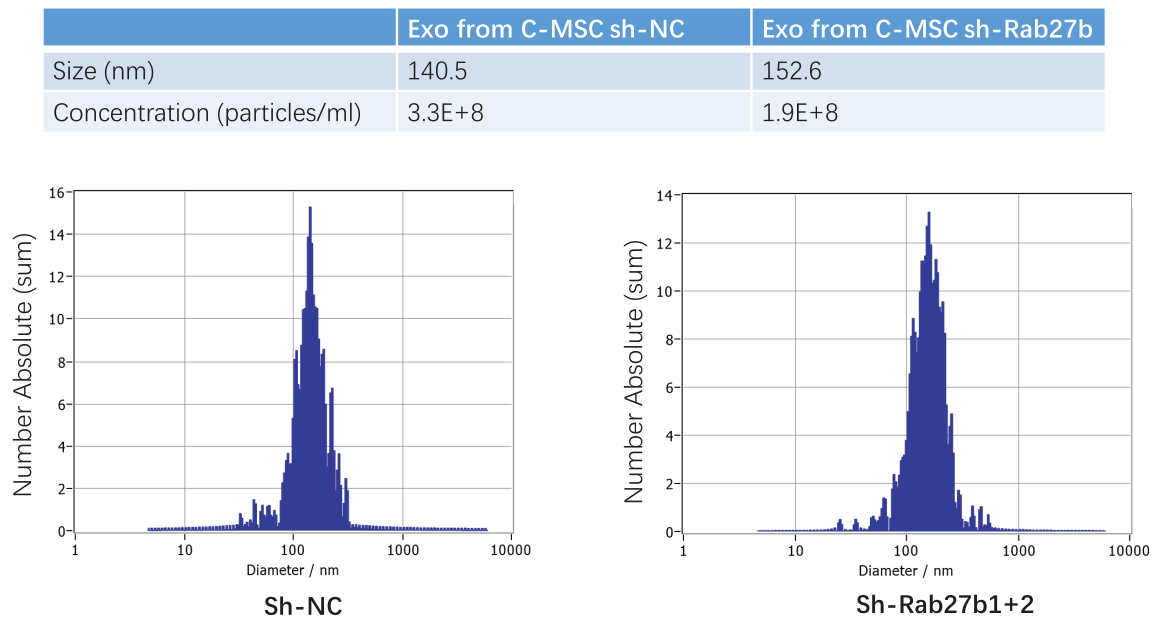 Exo from C-MSC sh-NC Exo from C-MSC sh-Rab27b
Size (nm) 140.5 152.6
Concentration (particles/ml) 3.3E+8 1.9E+8
Number Absolute (sum)
16
14
12
10
8
6
4
2
0
1 10 100 1000 10000
Diameter / nm
Sh-NC
Number Absolute (sum)
14
12
10
8
6
4
2
0
1 10 100 1000 10000
Diameter / nm
Sh-Rab27b1+2